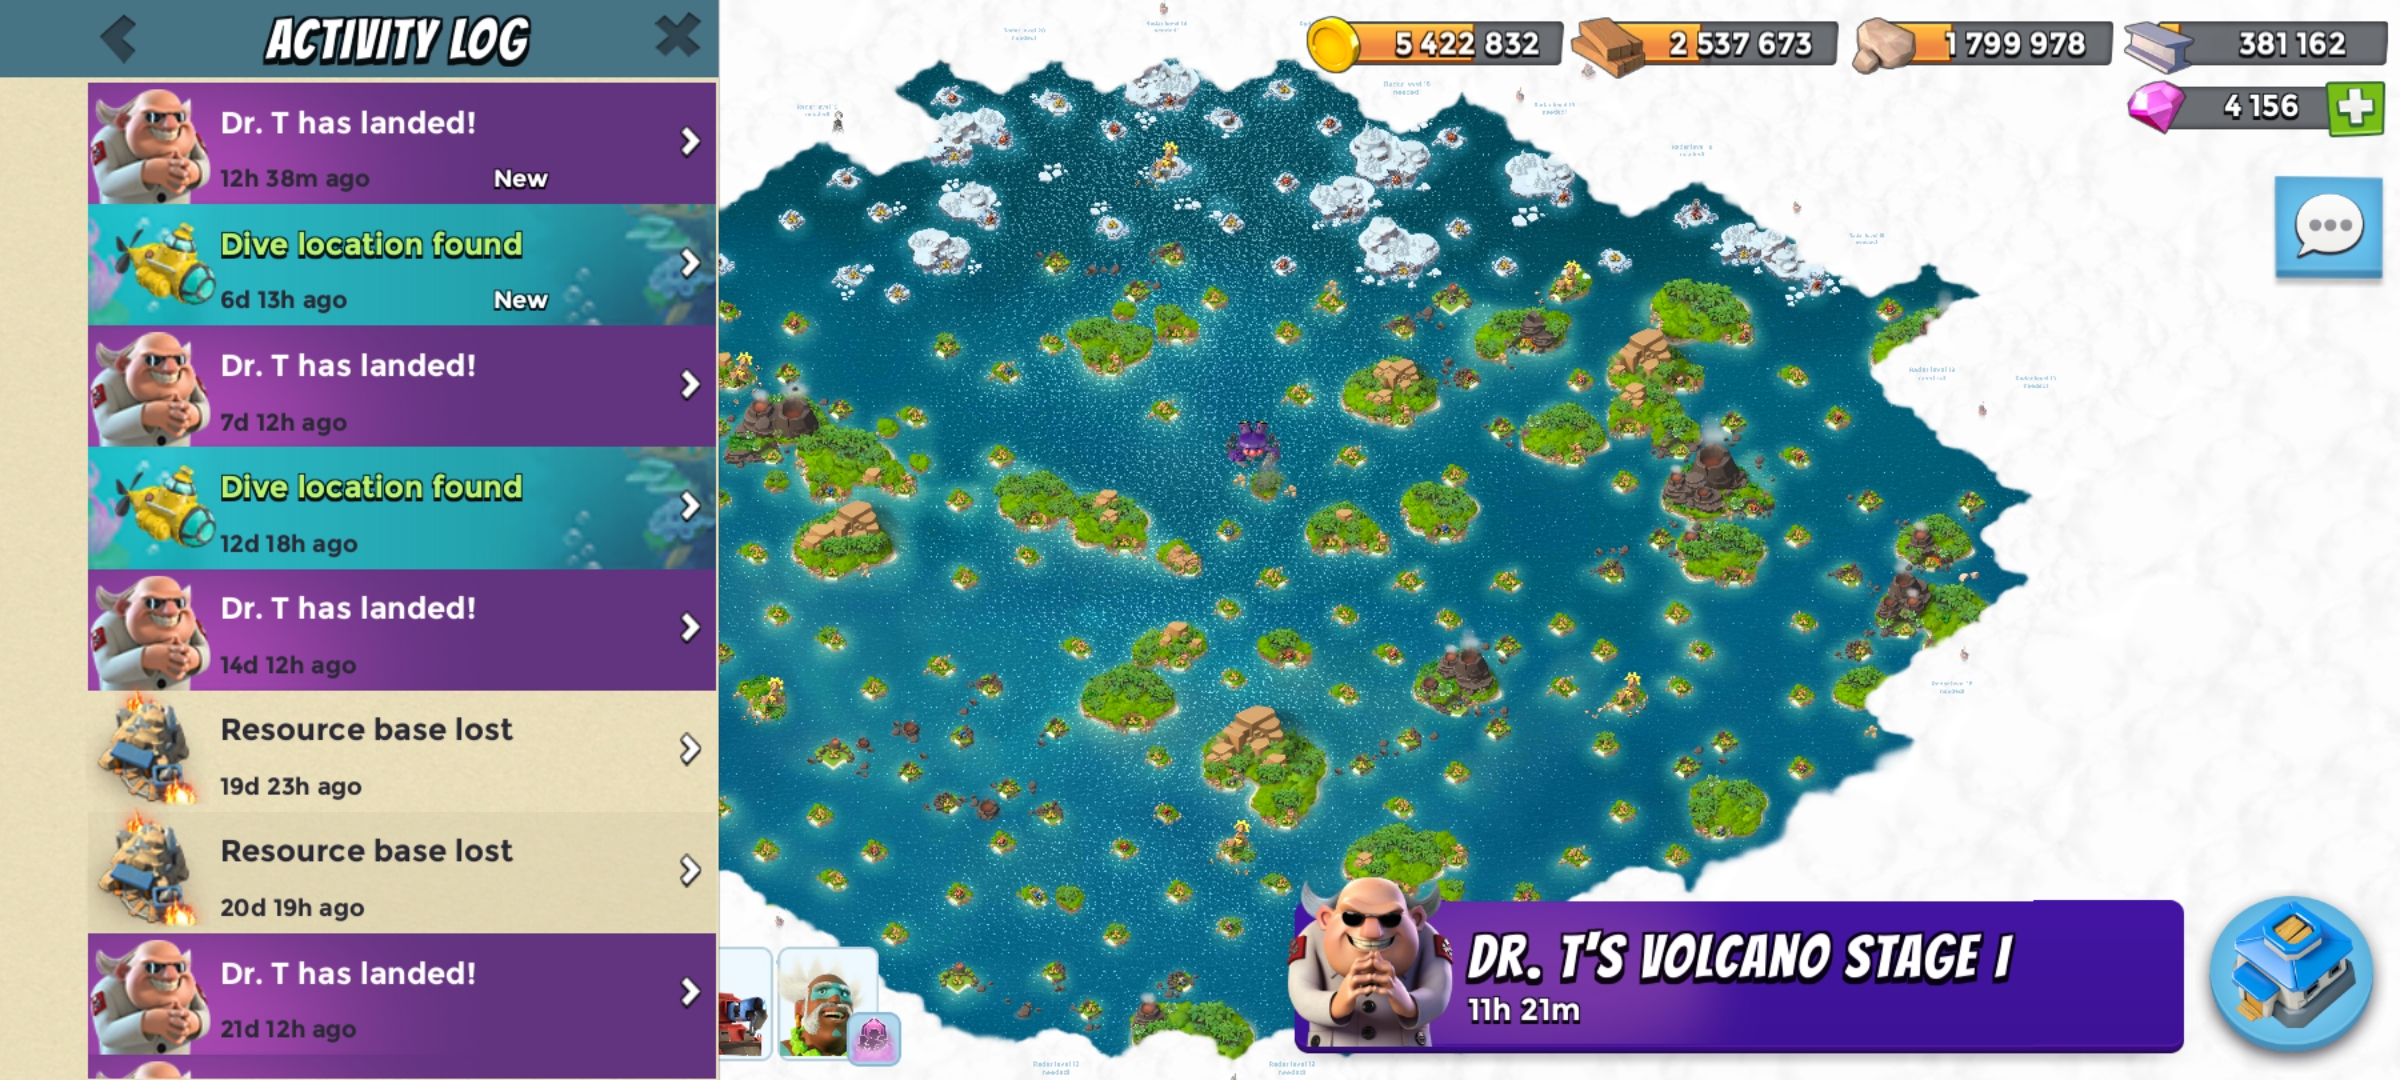 ACTIVITY LOG
Dr. T has landed!
12h 38m ago
New
Dive location found
6d 13h ago
New
Dr. T has landed!
7d 12h ago
Dive location found
12d 18h ago
Dr. T has landed!
14d 12h ago
Resource base lost
19d 23h ago
Resource base lost
20d 19h ago
Dr. T has landed!
21d 12h ago
5 422 832
2 537 673
1 799 978
381 162
4 156
DR. T'S VOLCANO STAGE I
11h 21m